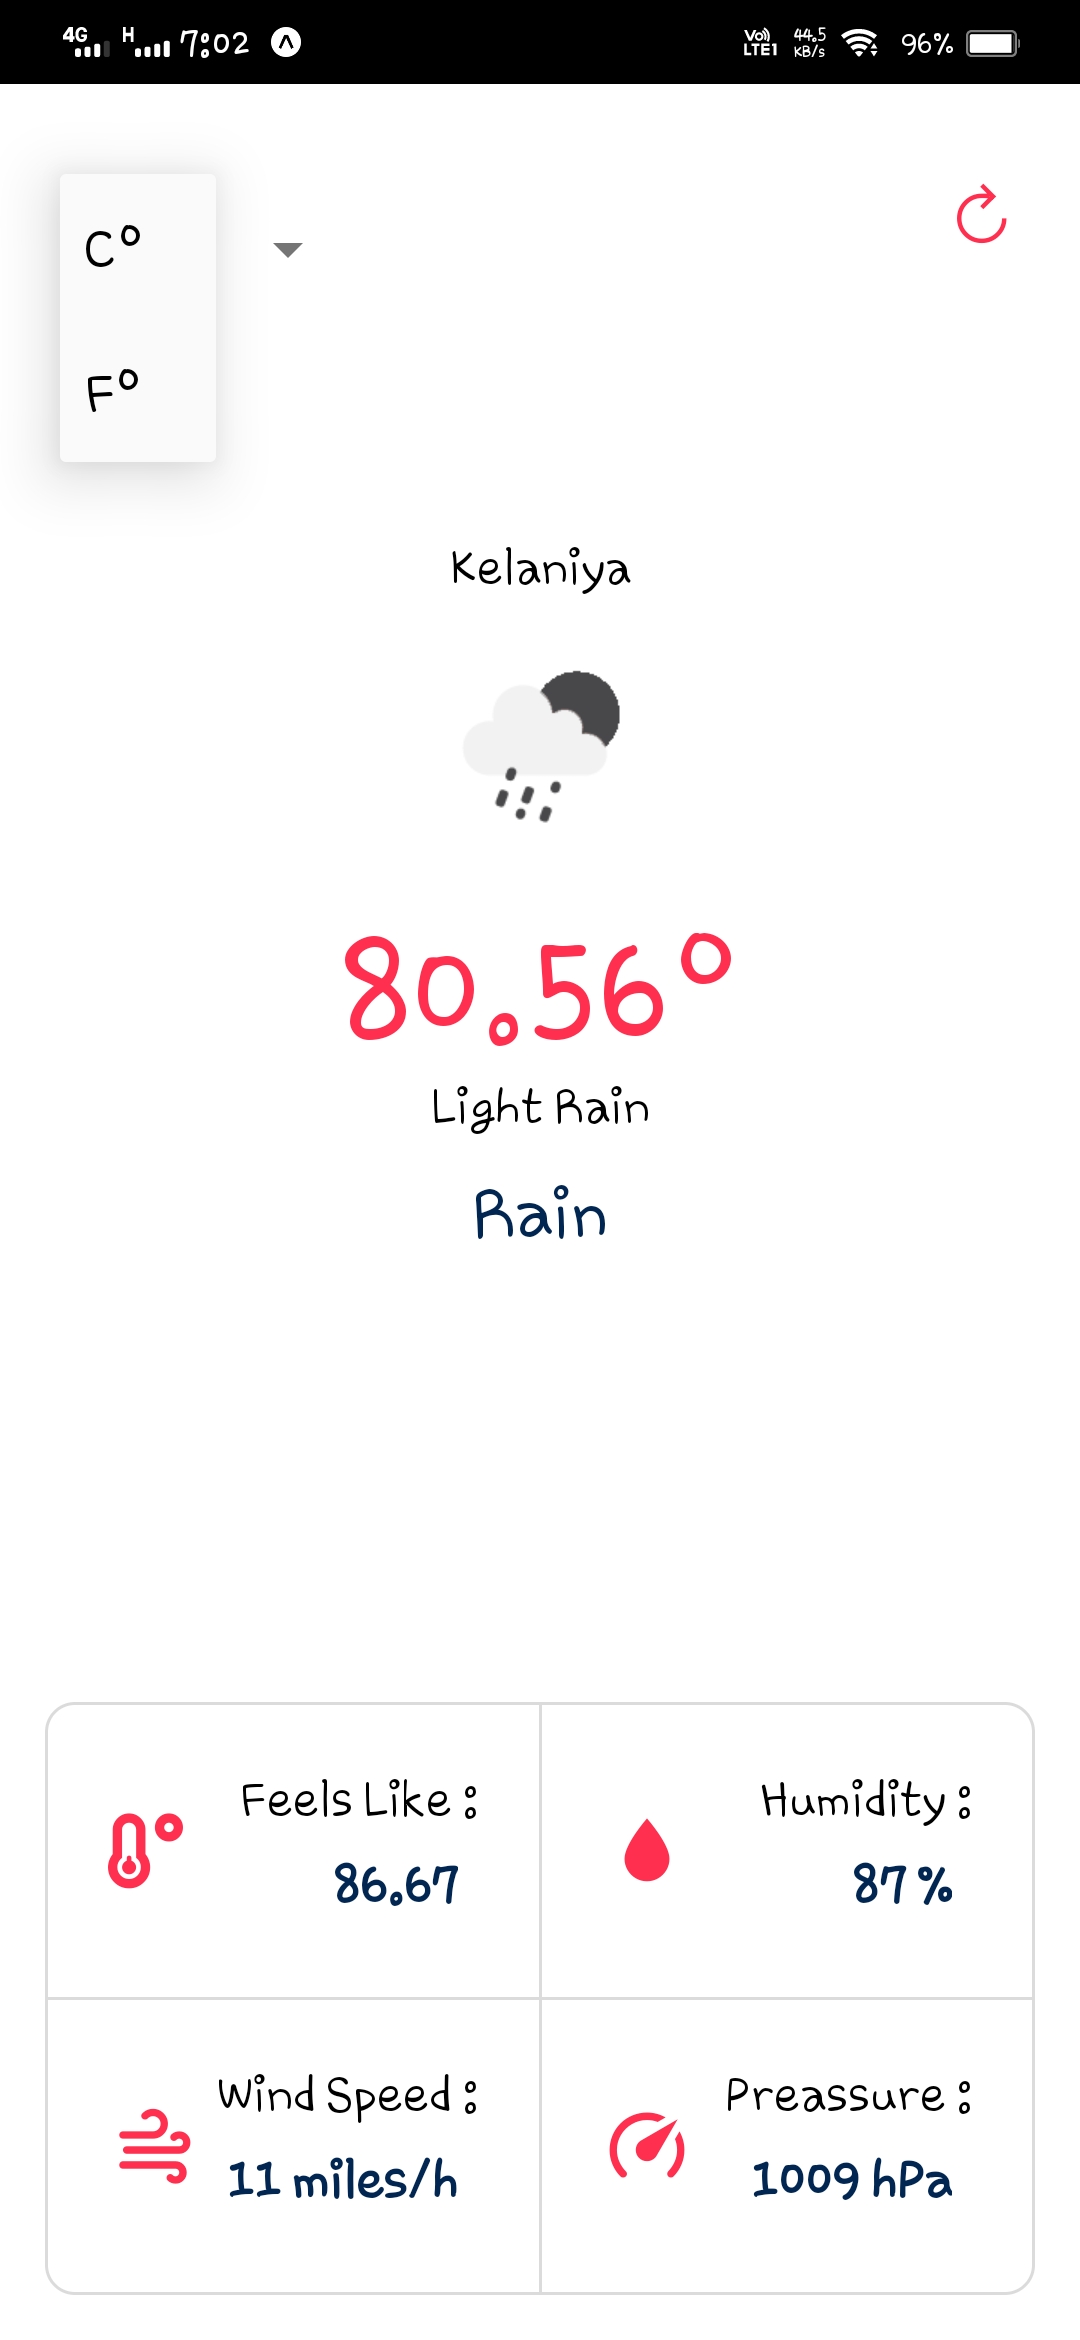 4G H 7:02 Vo)) LTE1 44.5 KB/s 96%
C°
F°
Kelaniya
80.56°
Light Rain
Rain
Feels Like :
86.67
Humidity :
87 %
Wind Speed :
11 miles/h
Preassure :
1009 hPa